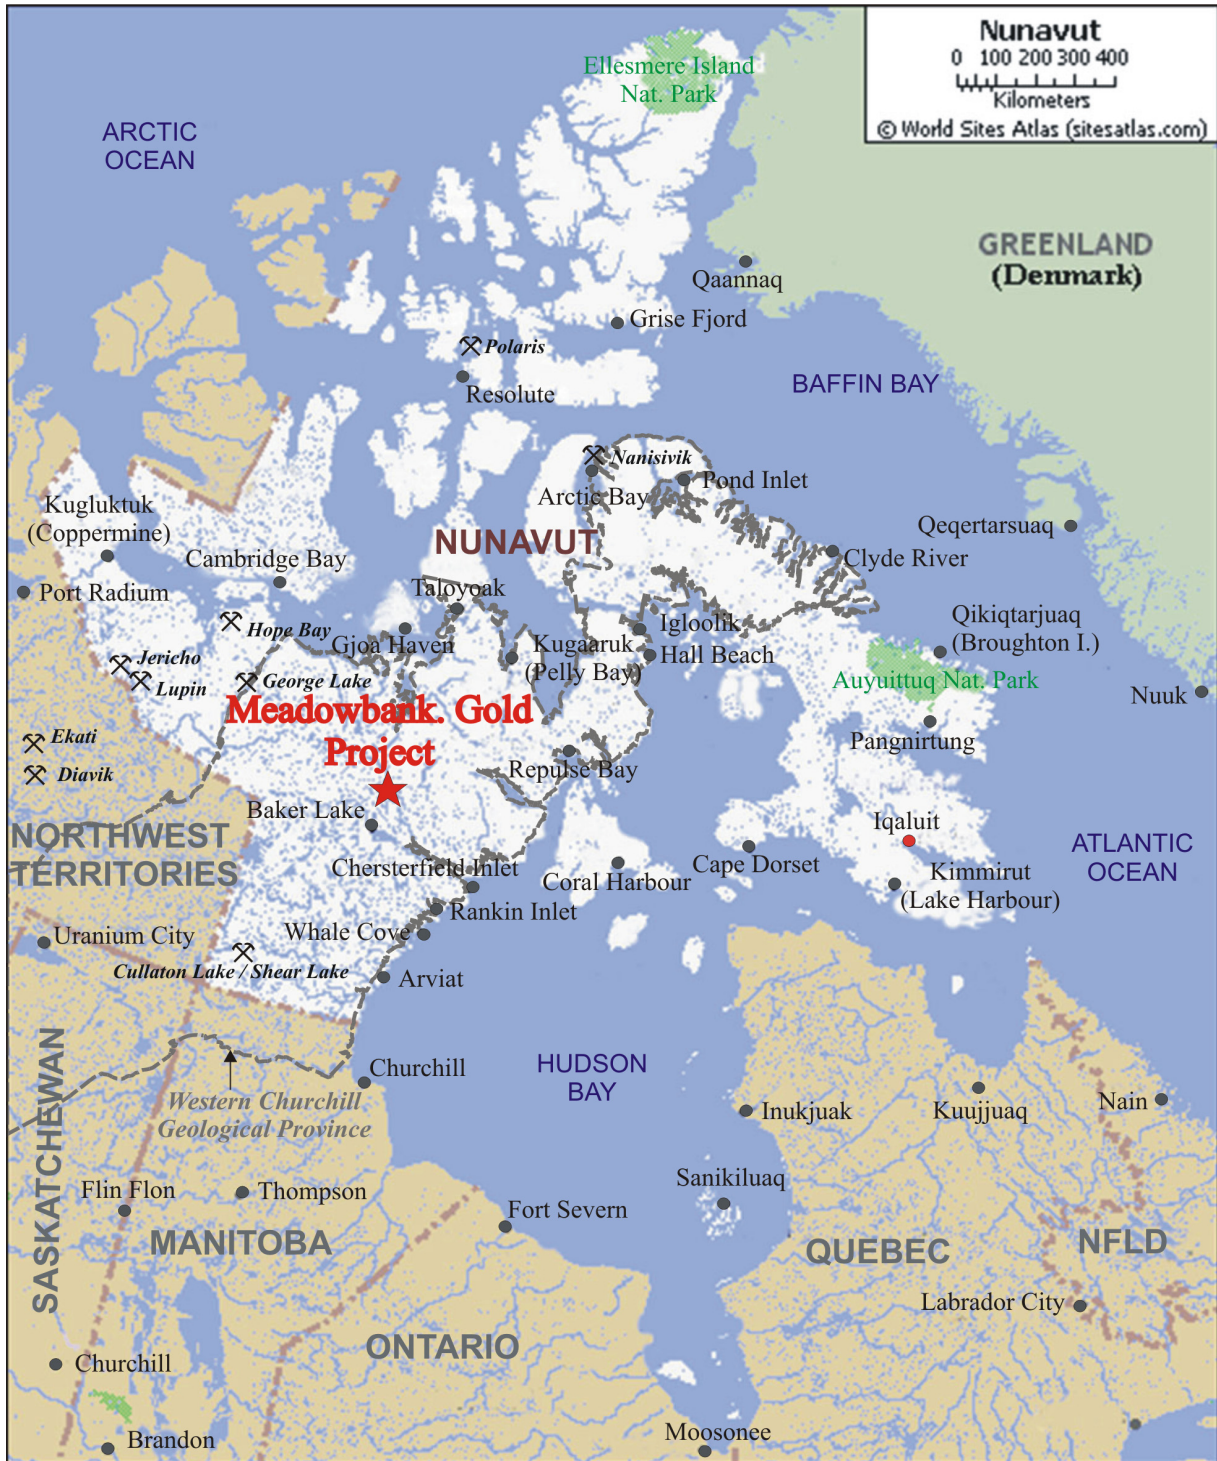 Nunavut
0 100 200 300 400
Kilometers
© World Sites Atlas (sitesatlas.com)
Ellesmere Island
Nat. Park
ARCTIC
OCEAN
GREENLAND
(Denmark)
Qaannaq
Grise Fjord
Polaris
Resolute
BAFFIN BAY
Nanisivik
Arctic Bay
Pond Inlet
Kugluktuk
(Coppermine)
Qeqertarsuaq
NUNAVUT
Cambridge Bay
Clyde River
Port Radium
Taloyoak
Hope Bay
Gjoa Haven
Kugaaruk
(Pelly Bay)
Igloolik
Hall Beach
Qikiqtarjuaq
(Broughton I.)
Jericho
Lupin
George Lake
Auyuittuq Nat. Park
Nuuk
Meadowbank. Gold
Project
Ekati
Diavik
Repulse Bay
Pangnirtung
Baker Lake
Iqaluit
NORTHWEST
TERRITORIES
ATLANTIC
OCEAN
Chersterfield Inlet
Coral Harbour
Cape Dorset
Kimmirut
(Lake Harbour)
Rankin Inlet
Whale Cove
Uranium City
Cullaton Lake / Shear Lake
Arviat
HUDSON
BAY
Churchill
Western Churchill
Geological Province
Inukjuak
Kuujjuaq
Nain
SASKATCHEWAN
Flin Flon
Thompson
Sanikiluaq
Fort Severn
MANITOBA
QUEBEC
NFLD
Labrador City
ONTARIO
Churchill
Brandon
Moosonee